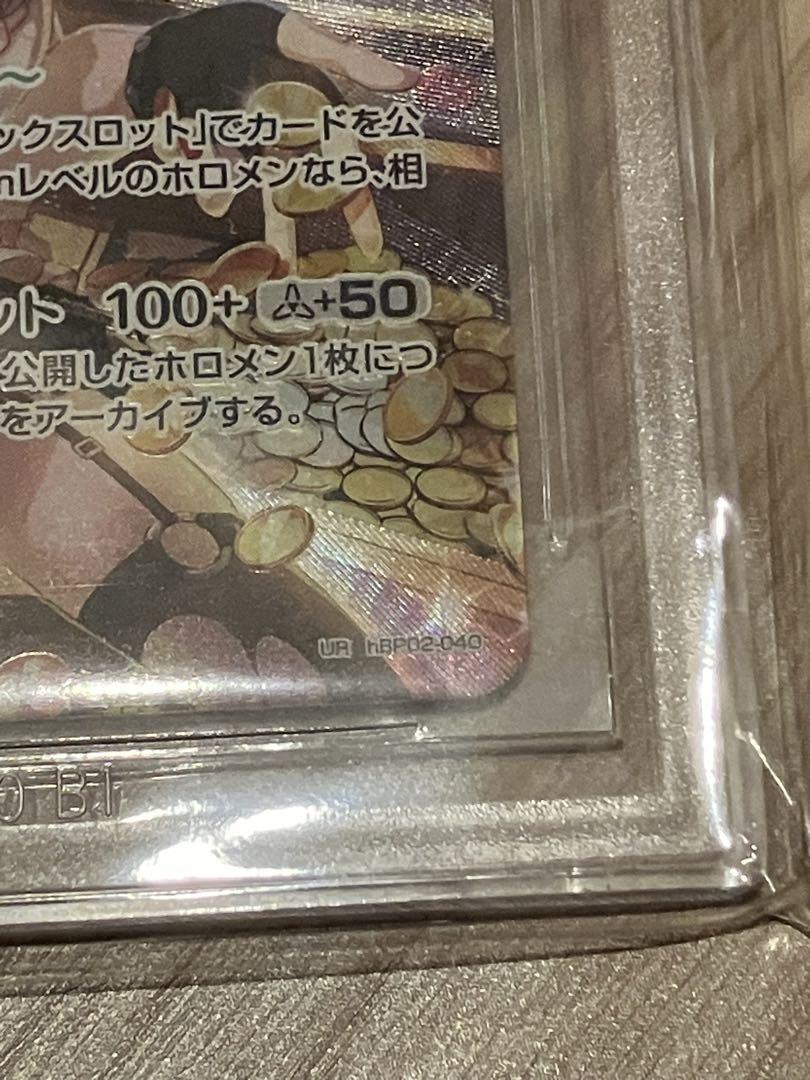 ～
ックスロット」でカードを公
レベルのホロメンなら、相
ット 100+ +50
公開したホロメン1枚につ
をアーカイブする。
UR hBP02-040
0 BI